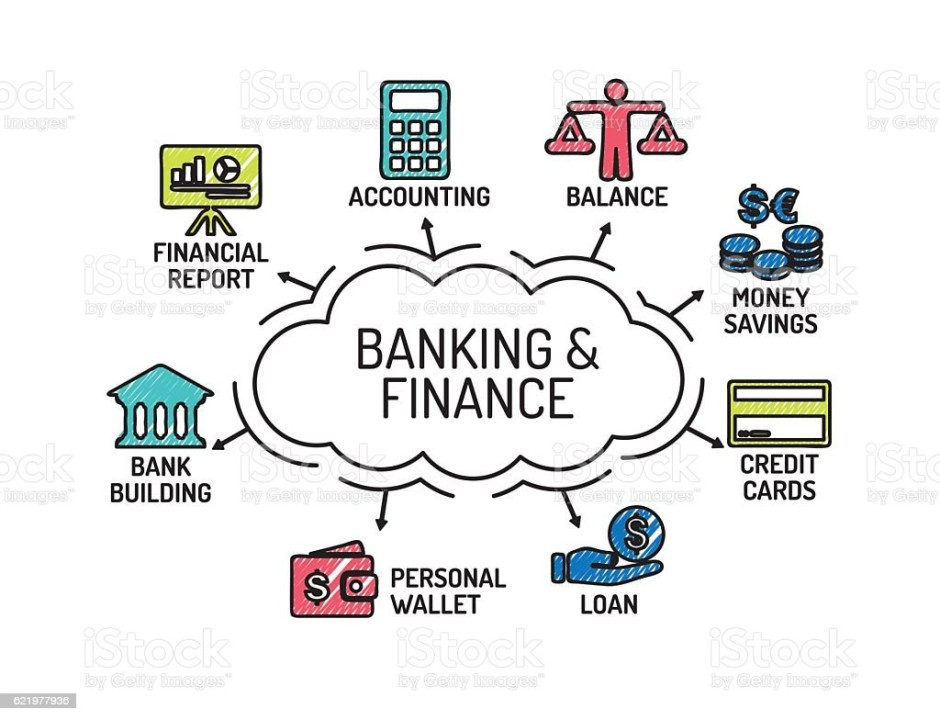 ACCOUNTING
BALANCE
FINANCIAL
REPORT
$€
MONEY
SAVINGS
BANKING &
FINANCE
BANK
BUILDING
CREDIT
CARDS
$
PERSONAL
WALLET
$
LOAN
iStock
by Getty Images™
621977936